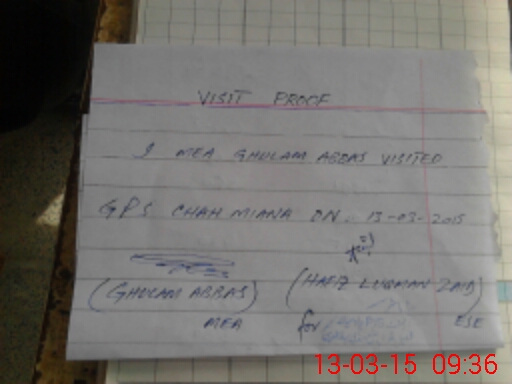 VISIT PROOF
I MEA GHULAM ABBAS VISITED
GPS CHAH MIANA ON. 13-03-2015
(GHULAM ABBAS) (HAFIZ LUQMAN ZAID)
MEA for ESE
13-03-15 09:36